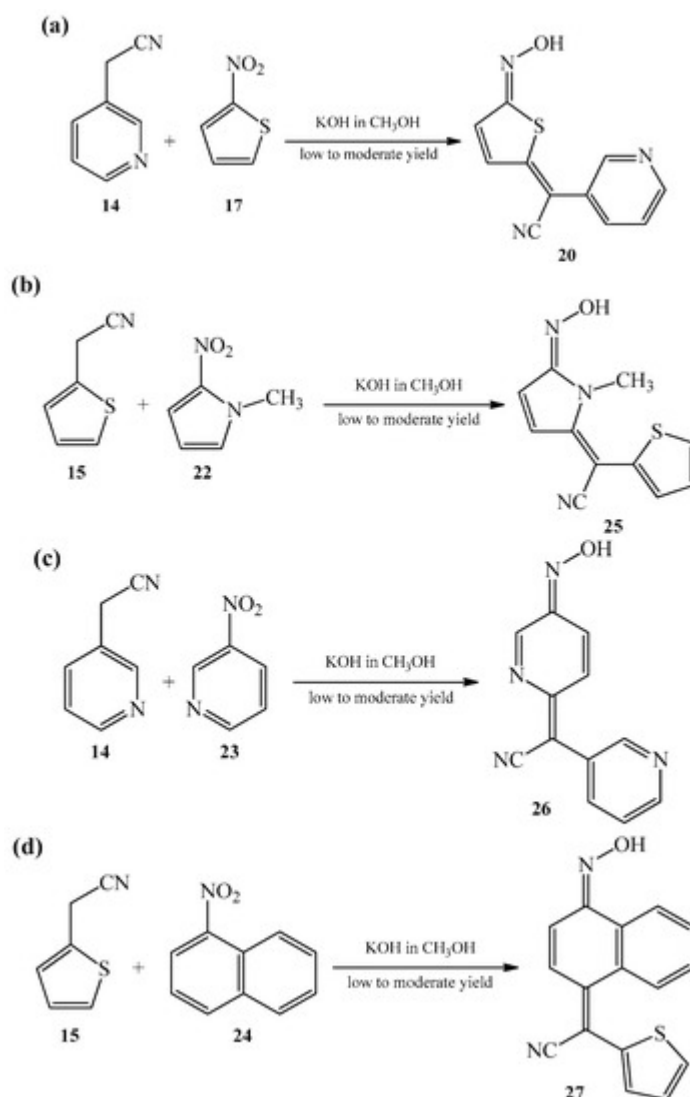 (a)
CN
N
14
+
NO₂
S
17
KOH in CH₃OH
low to moderate yield
OH
N
S
N
NC
20
(b)
CN
S
15
+
NO₂
N
CH₃
22
KOH in CH₃OH
low to moderate yield
OH
N
N
CH₃
S
NC
25
(c)
CN
N
14
+
NO₂
N
23
KOH in CH₃OH
low to moderate yield
OH
N
N
N
NC
26
(d)
CN
S
15
+
NO₂
24
KOH in CH₃OH
low to moderate yield
OH
N
S
NC
27